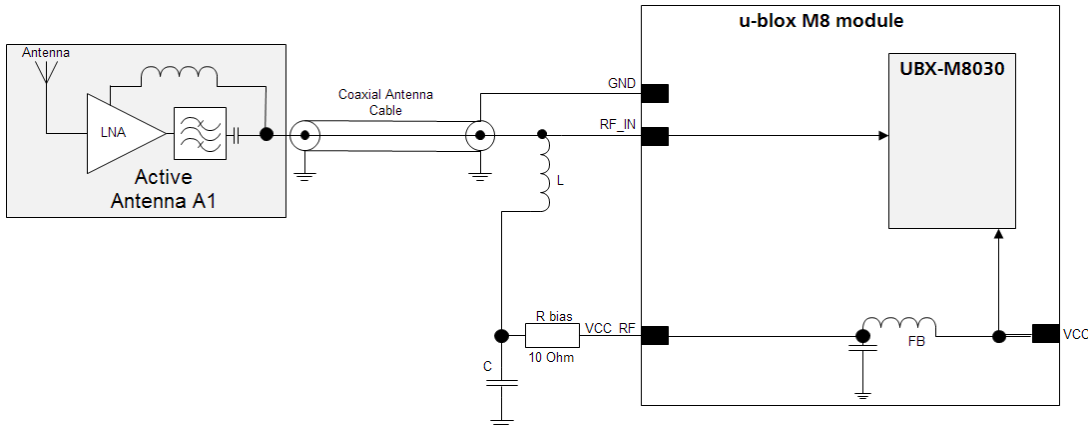 u-blox M8 module
Antenna
UBX-M8030
GND
Coaxial Antenna
Cable
RF_IN
LNA
Active
Antenna A1
L
R bias
VCC_RF
10 Ohm
FB
VCC
C